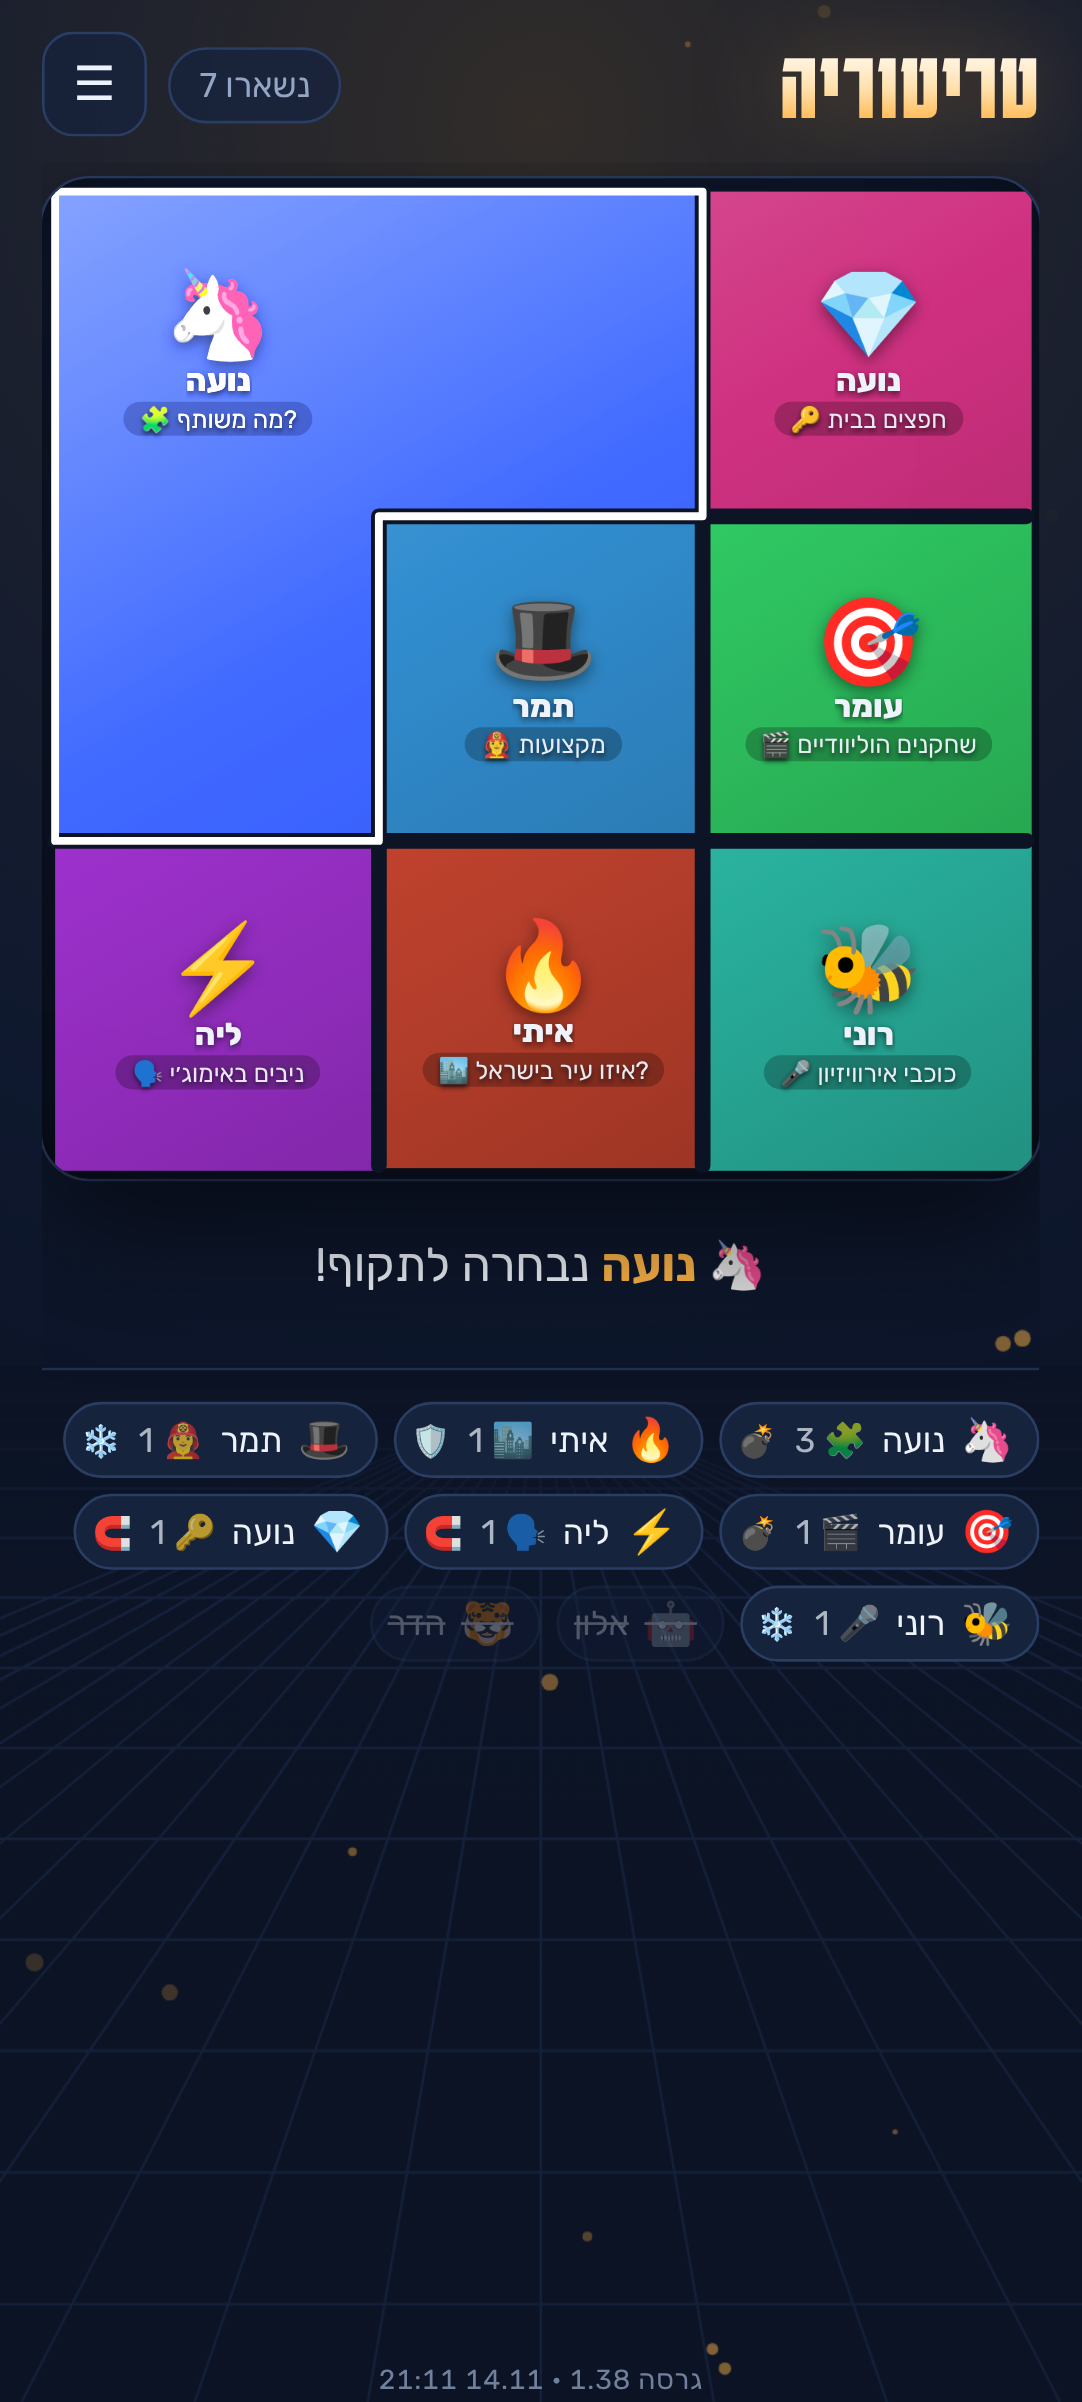 טריטוריה
נשארו 7
☰
נועה
חפצים בבית 🔑
נועה
מה משותף? 🧩
עומר
שחקנים הוליוודיים 🎬
תמר
מקצועות 🧑‍🚒
רוני
כוכבי אירוויזיון 🎤
איתי
איזו עיר בישראל? 🏙️
ליה
ניבים באימוג׳י 🗣️
🦄 נועה נבחרה לתקוף!
🦄 נועה 🧩 3 💣
🔥 איתי 🏙️ 1 🛡️
🎩 תמר 🧑‍🚒 1 ❄️
🎯 עומר 🎬 1 💣
⚡ ליה 🗣️ 1 🧲
💎 נועה 🔑 1 🧲
🐝 רוני 🎤 1 ❄️
🤖 אלון
🐯 הדר
גרסה 1.38 • 14.11 21:11